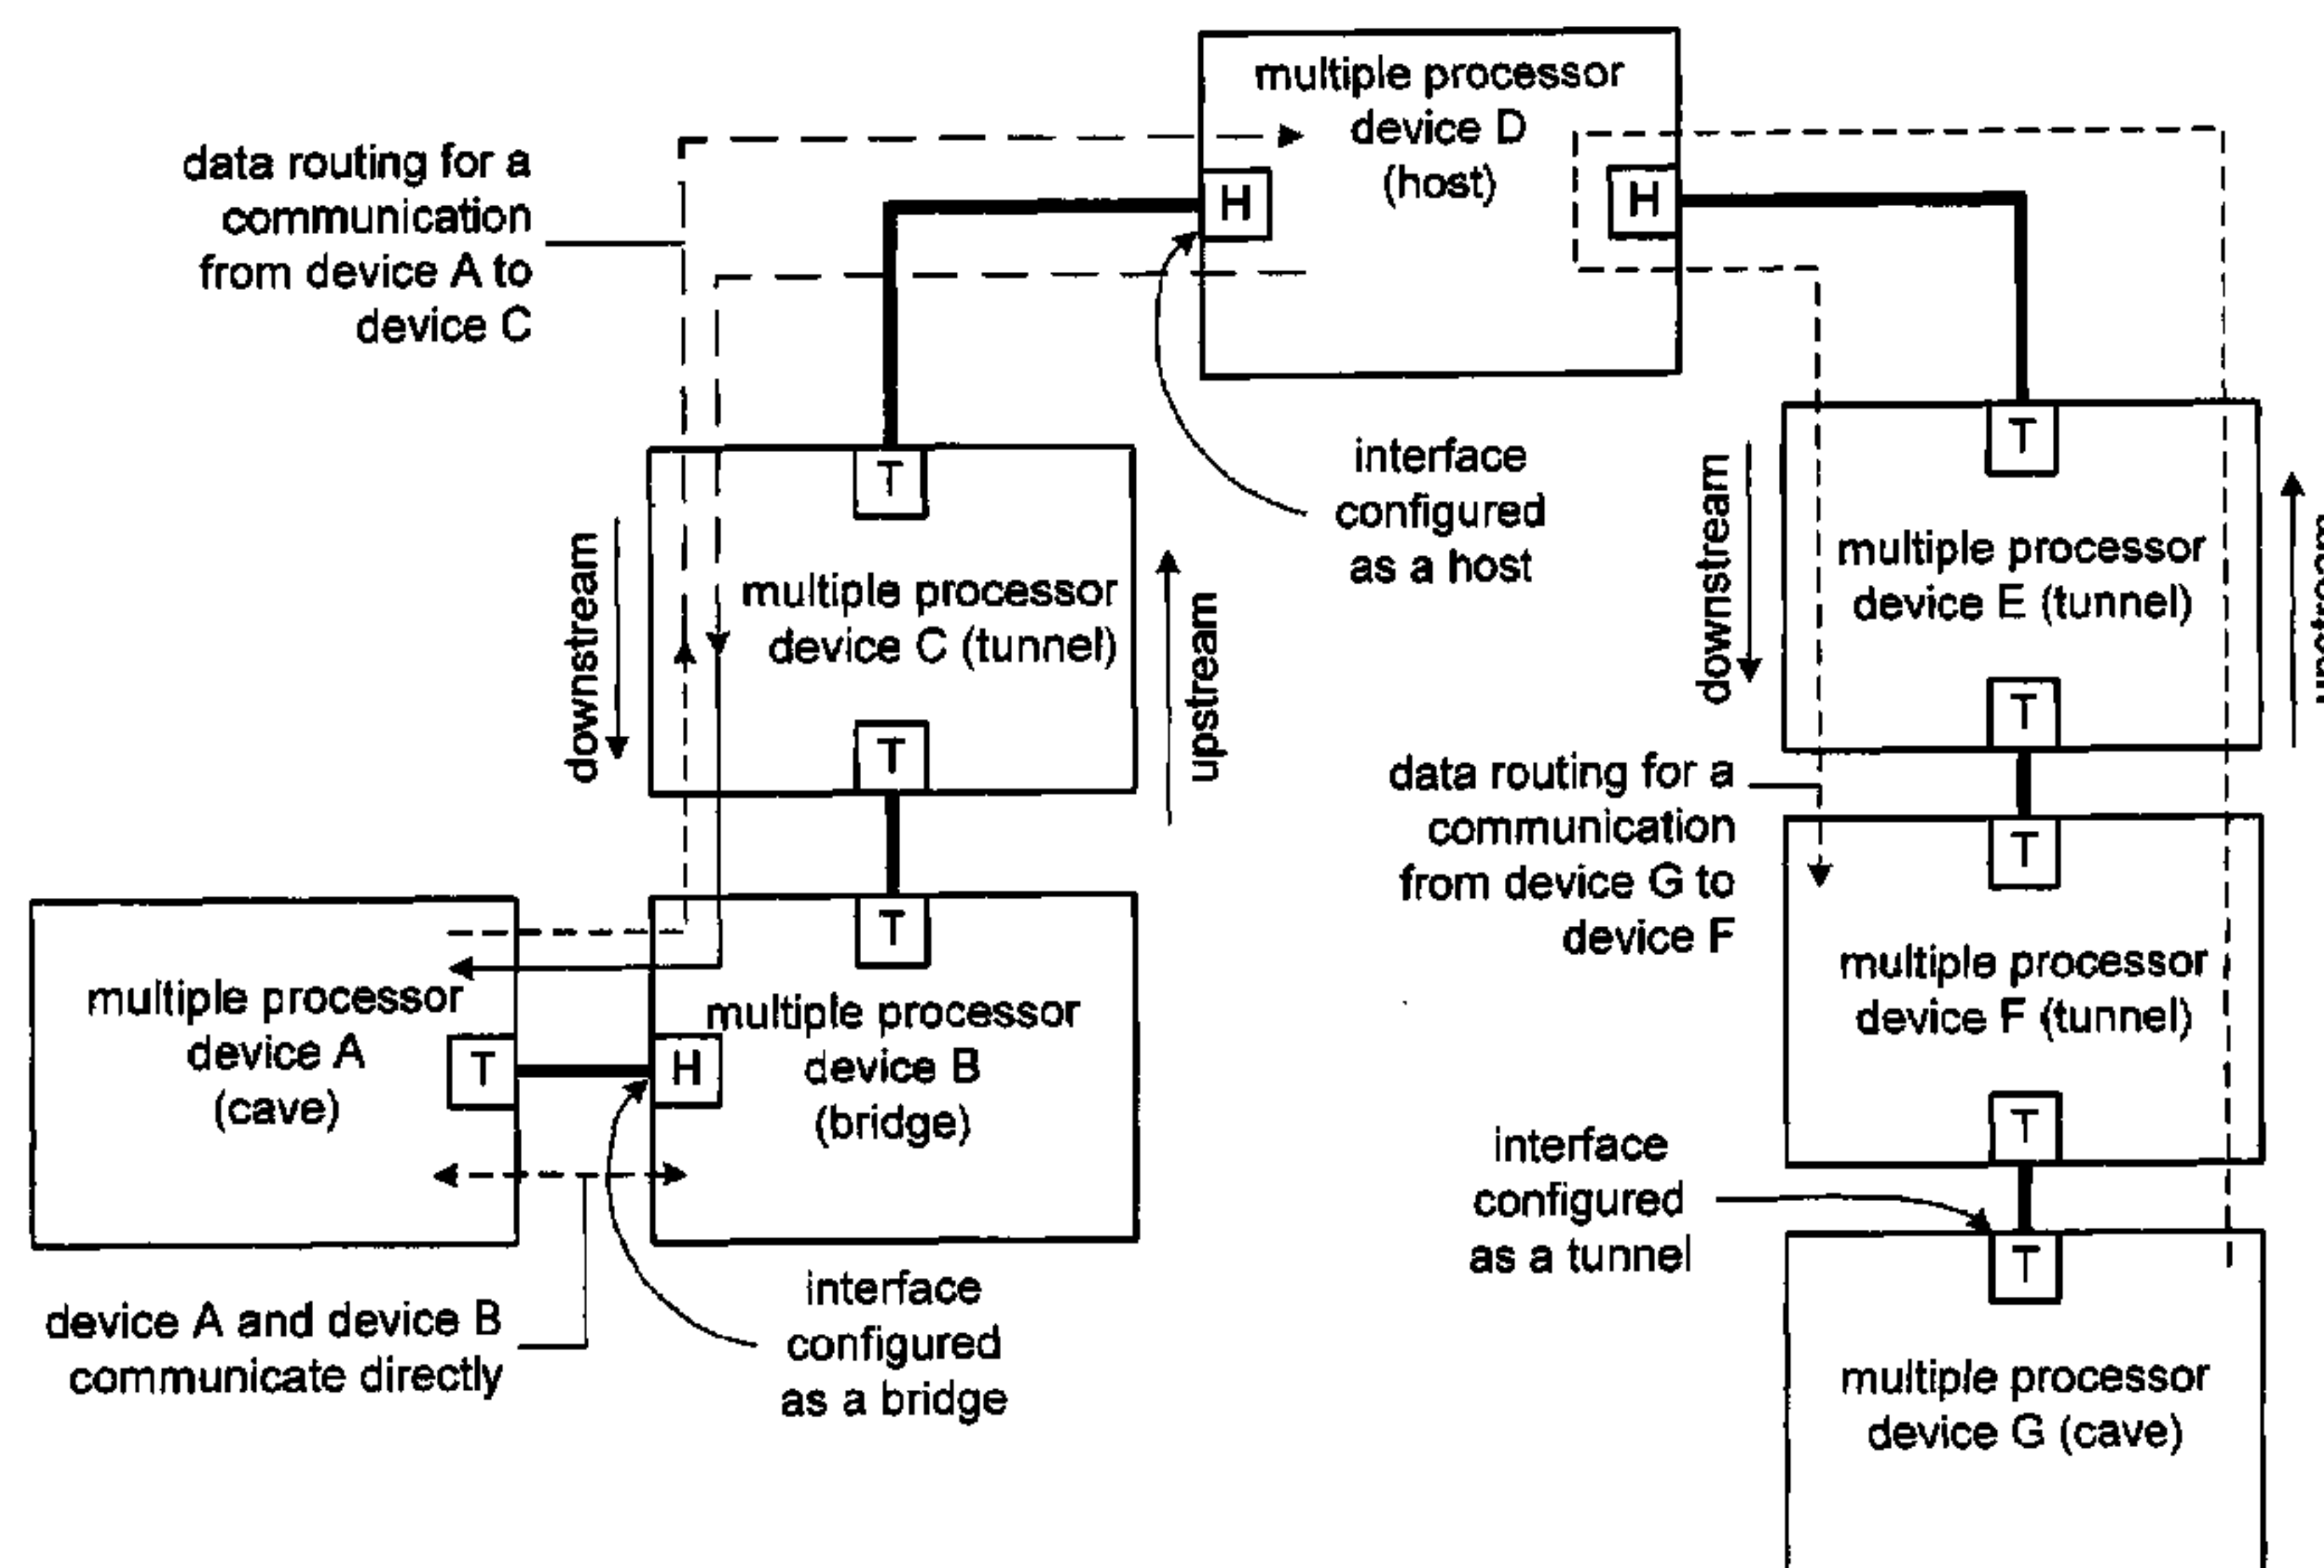 multiple processor
device D
(host)
H
H
data routing for a
communication
from device A to
device C
interface
configured
as a host
T
multiple processor
device C (tunnel)
T
downstream
upstream
T
multiple processor
device E (tunnel)
T
downstream
upstream
data routing for a
communication
from device G to
device F
multiple processor
device A
(cave)
T
T
H
multiple processor
device B
(bridge)
T
multiple processor
device F (tunnel)
T
device A and device B
communicate directly
interface
configured
as a bridge
interface
configured
as a tunnel
T
multiple processor
device G (cave)